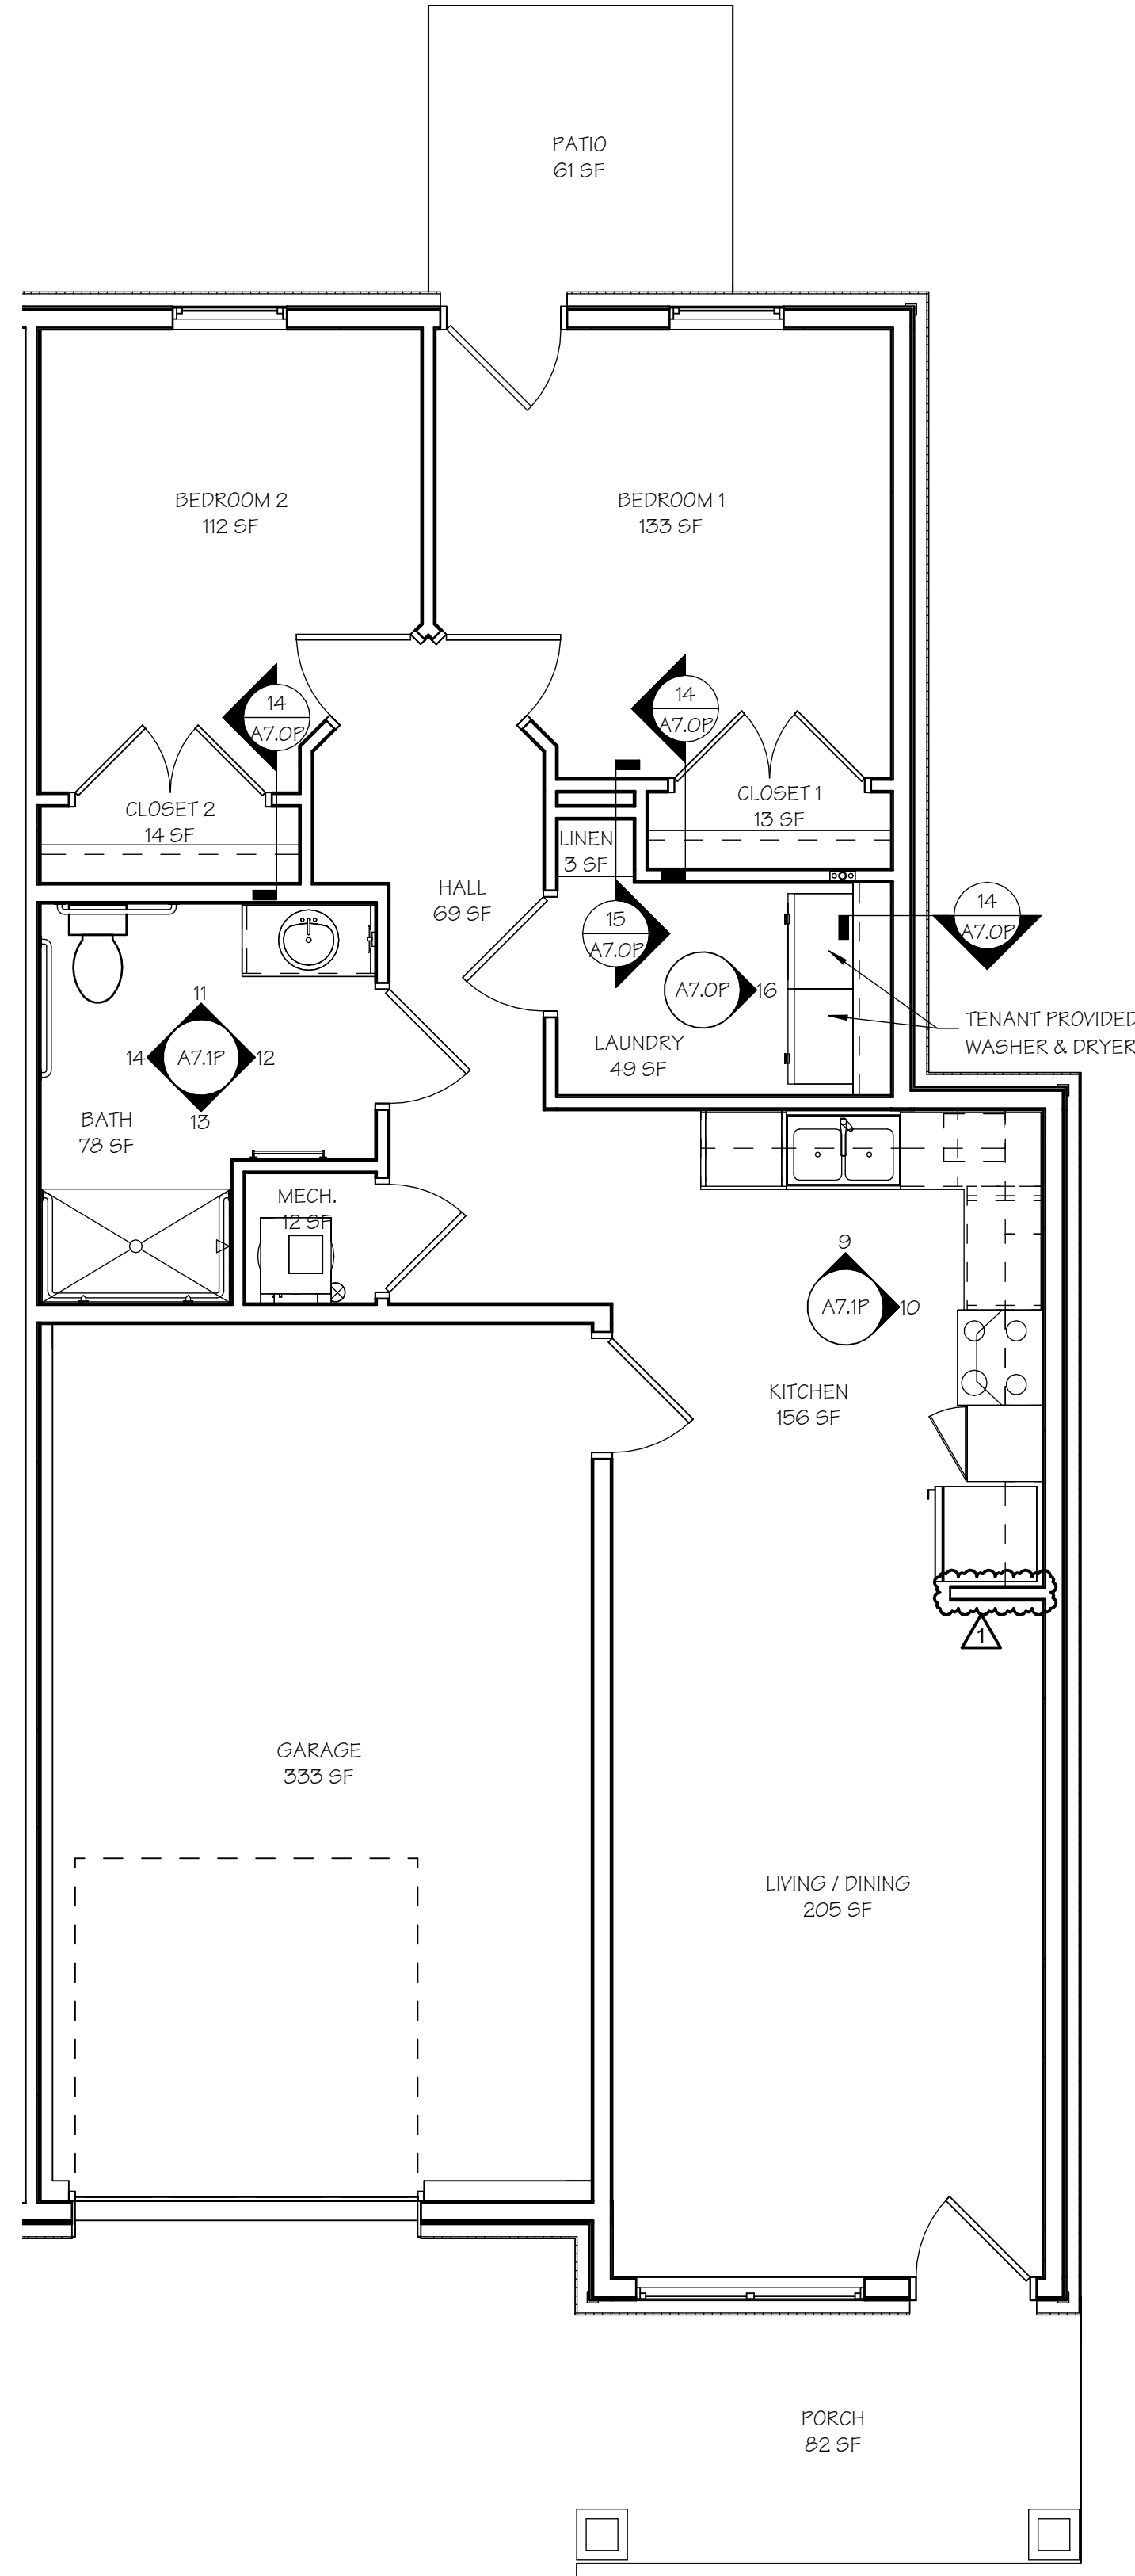 PATIO
61 SF
BEDROOM 2
112 SF
BEDROOM 1
133 SF
14
A7.0P
14
A7.0P
CLOSET 2
14 SF
CLOSET 1
13 SF
LINEN
3 SF
HALL
69 SF
15
A7.0P
14
A7.0P
A7.0P
16
TENANT PROVIDED
WASHER & DRYER
LAUNDRY
49 SF
11
14
A7.1P
12
13
BATH
78 SF
MECH.
12 SF
9
A7.1P
10
KITCHEN
156 SF
1
GARAGE
333 SF
LIVING / DINING
205 SF
PORCH
82 SF